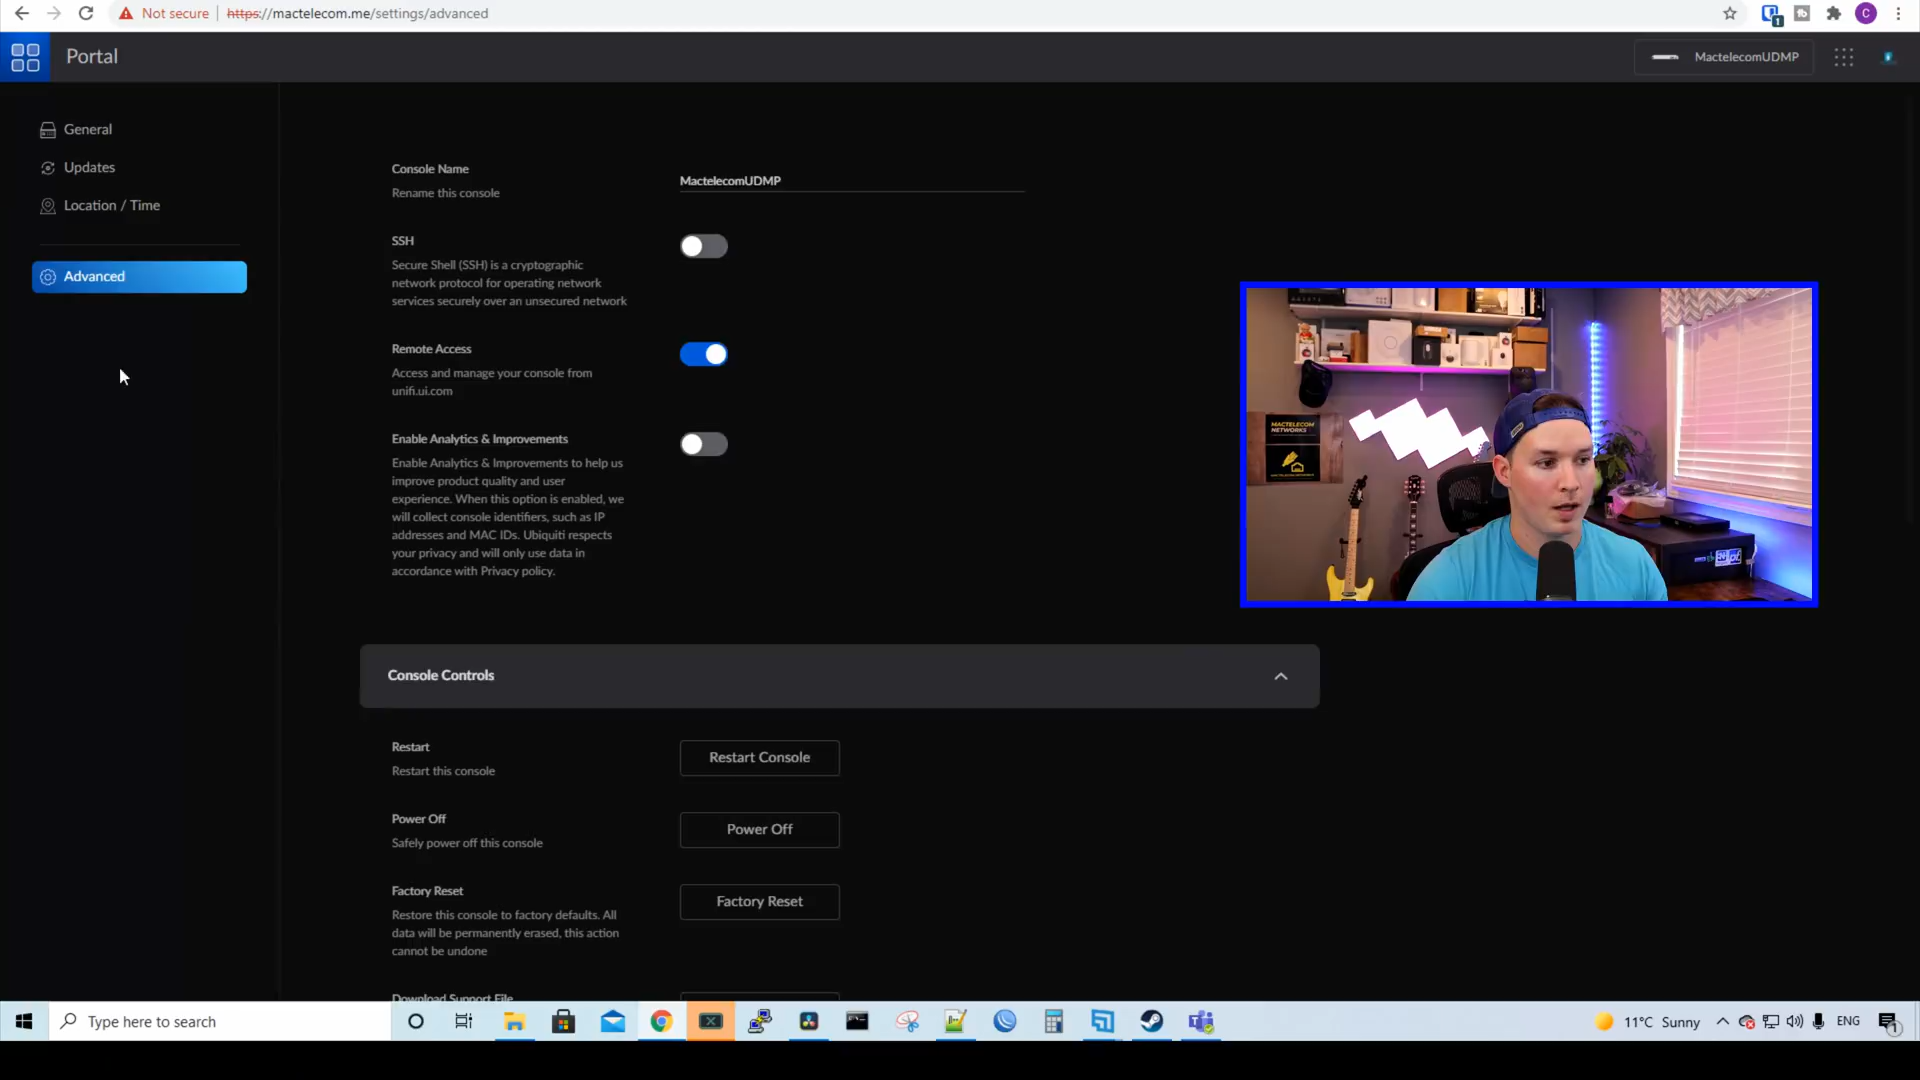 Not secure | https://mactelecom.me/settings/advanced
Portal
MactelecomUDMP
General
Updates
Location / Time
Advanced
Console Name
Rename this console
MactelecomUDMP
SSH
Secure Shell (SSH) is a cryptographic
network protocol for operating network
services securely over an unsecured network
Remote Access
Access and manage your console from
unifi.ui.com
Enable Analytics & Improvements
Enable Analytics & Improvements to help us
improve product quality and user
experience. When this option is enabled, we
will collect console identifiers, such as IP
addresses and MAC IDs. Ubiquiti respects
your privacy and will only use data in
accordance with Privacy policy.
MACTELECOM
NETWORKS
Console Controls
Restart
Restart this console
Restart Console
Power Off
Safely power off this console
Power Off
Factory Reset
Restore this console to factory defaults. All
data will be permanently erased, this action
cannot be undone
Factory Reset
Download Support File
Type here to search
11°C Sunny
ENG